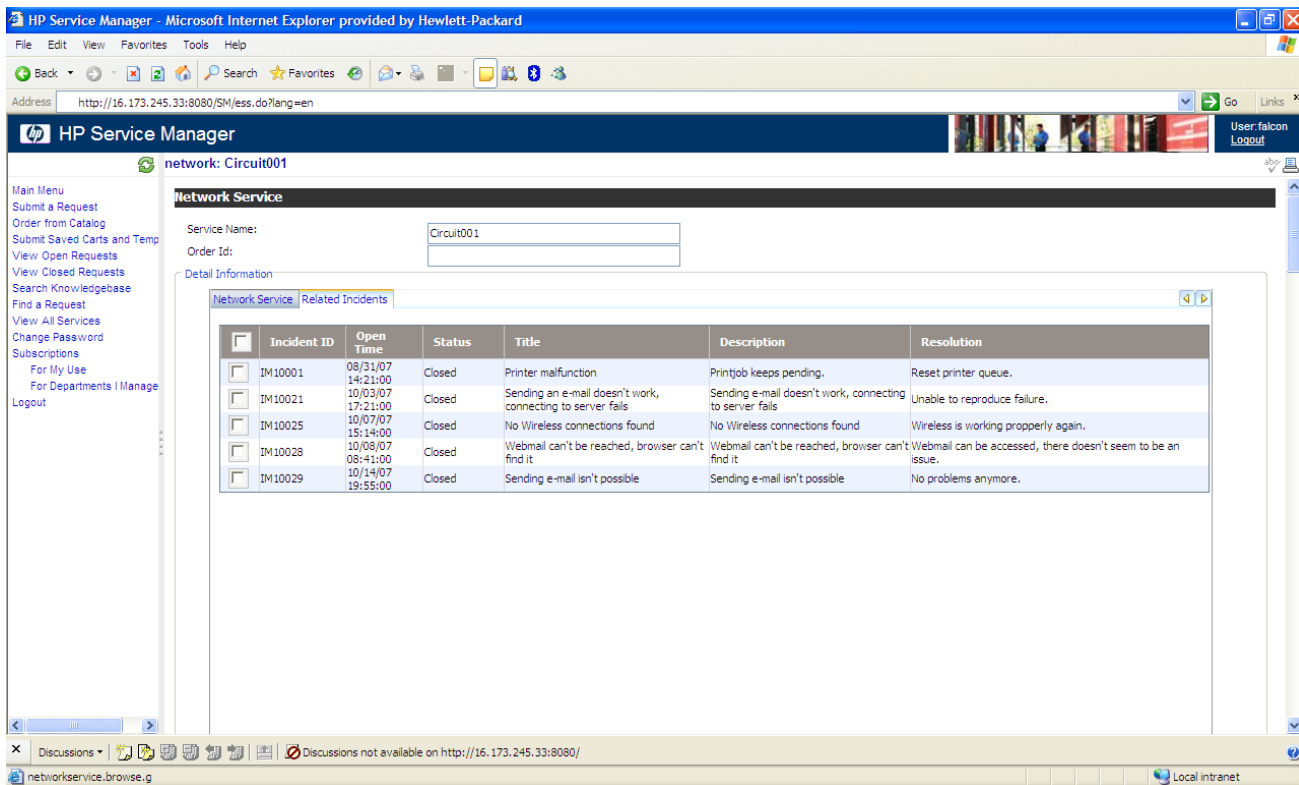 HP Service Manager - Microsoft Internet Explorer provided by Hewlett-Packard
File Edit View Favorites Tools Help
Back Search Favorites
Address http://16.173.245.33:8080/SM/ess.do?lang=en Go Links »
hp HP Service Manager User:falcon
Logout
network: Circuit001
Main Menu
Submit a Request
Order from Catalog
Submit Saved Carts and Temp
View Open Requests
View Closed Requests
Search Knowledgebase
Find a Request
View All Services
Change Password
Subscriptions
For My Use
For Departments I Manage
Logout
Network Service
Service Name: Circuit001
Order Id:
Detail Information
Network Service Related Incidents
Incident ID Open Time Status Title Description Resolution
IM10001 08/31/07 14:21:00 Closed Printer malfunction Printjob keeps pending. Reset printer queue.
IM10021 10/03/07 17:21:00 Closed Sending an e-mail doesn't work, connecting to server fails Sending e-mail doesn't work, connecting to server fails Unable to reproduce failure.
IM10025 10/07/07 15:14:00 Closed No Wireless connections found No Wireless connections found Wireless is working propperly again.
IM10028 10/08/07 08:41:00 Closed Webmail can't be reached, browser can't find it Webmail can't be reached, browser can't find it Webmail can be accessed, there doesn't seem to be an issue.
IM10029 10/14/07 19:55:00 Closed Sending e-mail isn't possible Sending e-mail isn't possible No problems anymore.
Discussions Discussions not available on http://16.173.245.33:8080/
networkservice.browse.g Local intranet